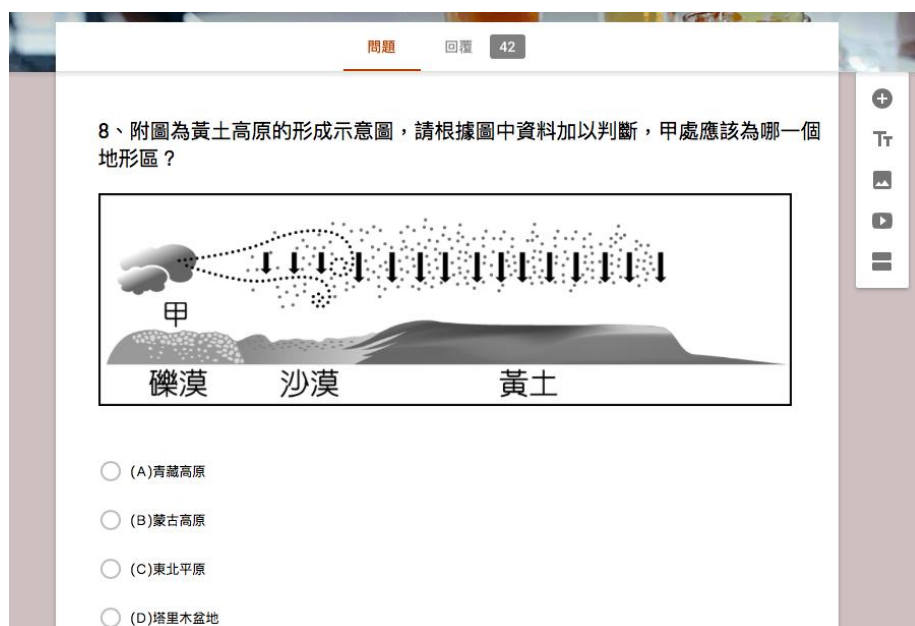 問題 回覆 42
8、附圖為黃土高原的形成示意圖，請根據圖中資料加以判斷，甲處應該為哪一個
地形區？
甲
礫漠 沙漠 黃土
(A)青藏高原
(B)蒙古高原
(C)東北平原
(D)塔里木盆地
Tт